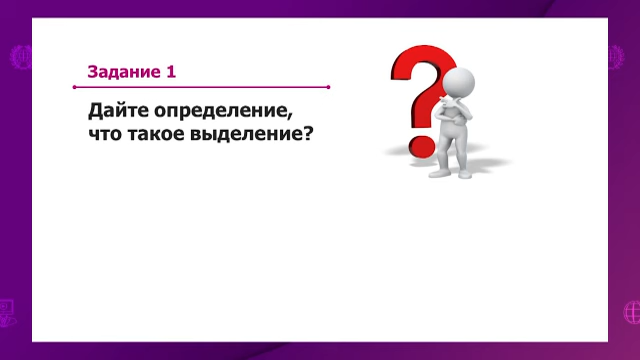 Задание 1
Дайте определение,
что такое выделение?